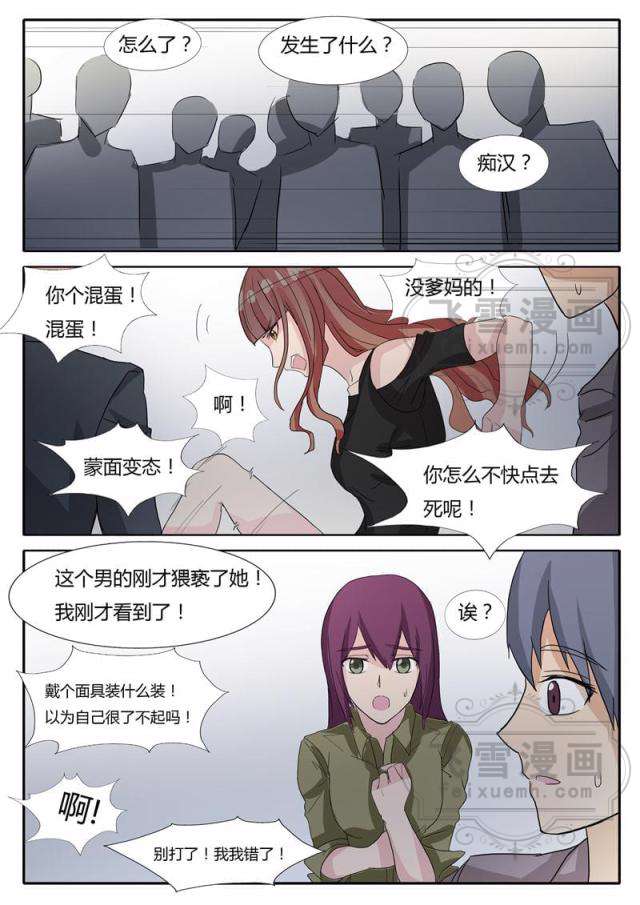 怎么了？
发生了什么？
痴汉？
你个混蛋！
混蛋！
没爹妈的！
飞雪漫画
feixuemh.com
啊！
蒙面变态！
你怎么不快点去
死呢！
这个男的刚才猥亵了她！
我刚才看到了！
诶？
戴个面具装什么装！
以为自己很了不起吗！
飞雪漫画
feixuemh.com
啊!
别打了！我我错了！